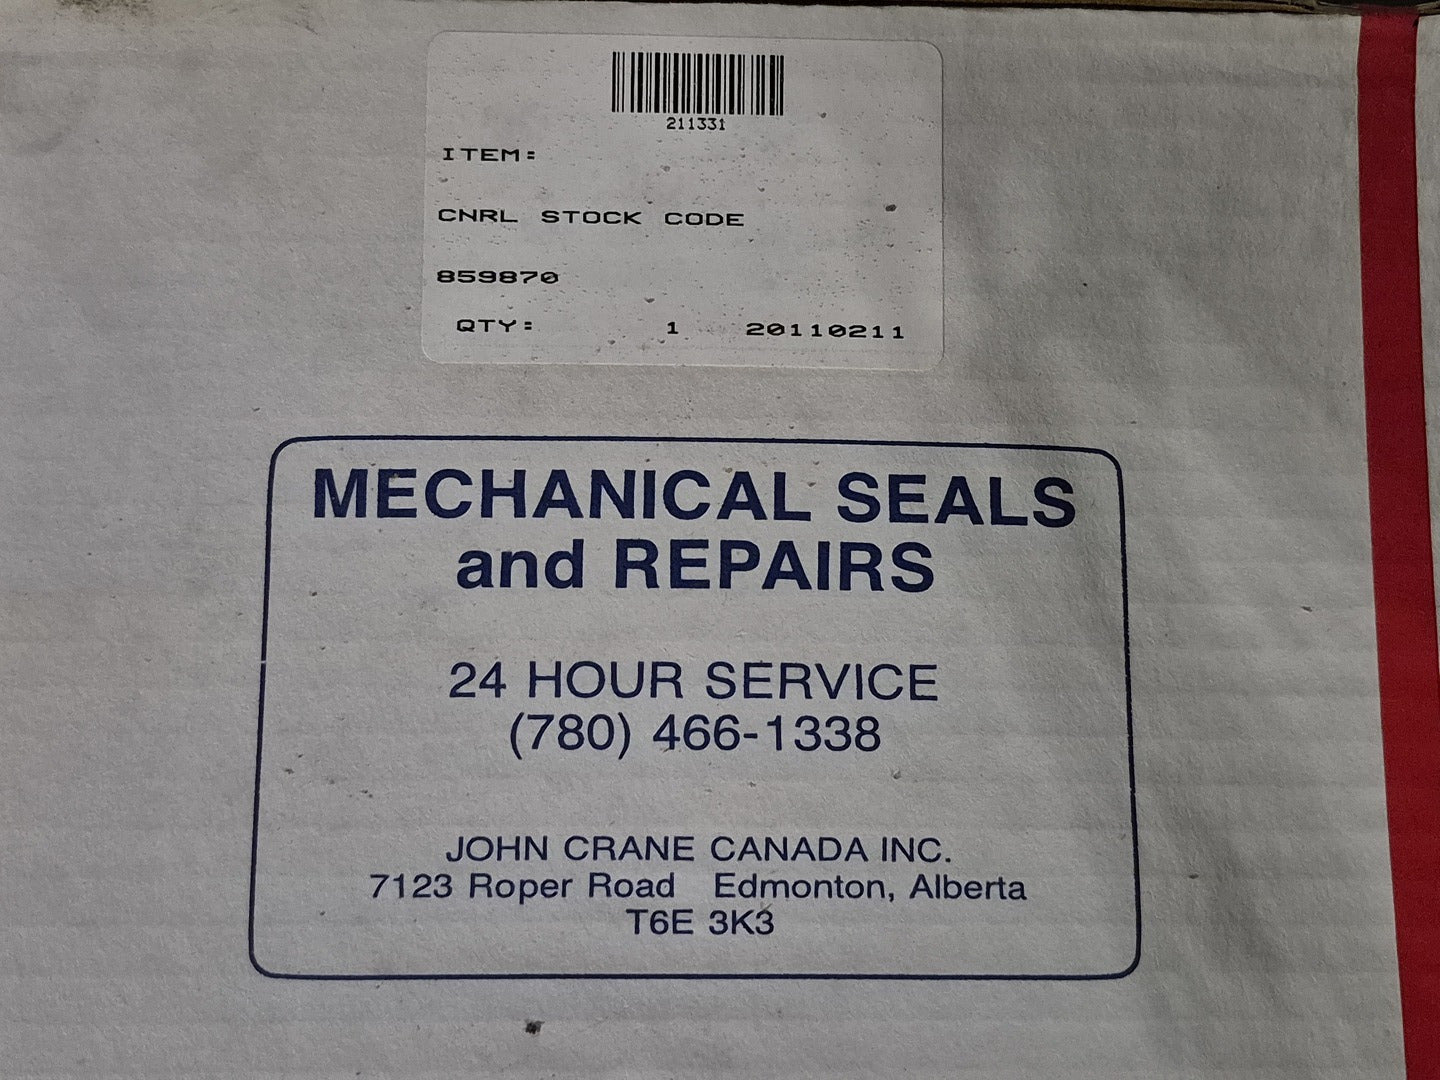 211331
ITEM:
CNRL STOCK CODE
859870
QTY: 1 20110211
MECHANICAL SEALS
and REPAIRS
24 HOUR SERVICE
(780) 466-1338
JOHN CRANE CANADA INC.
7123 Roper Road Edmonton, Alberta
T6E 3K3